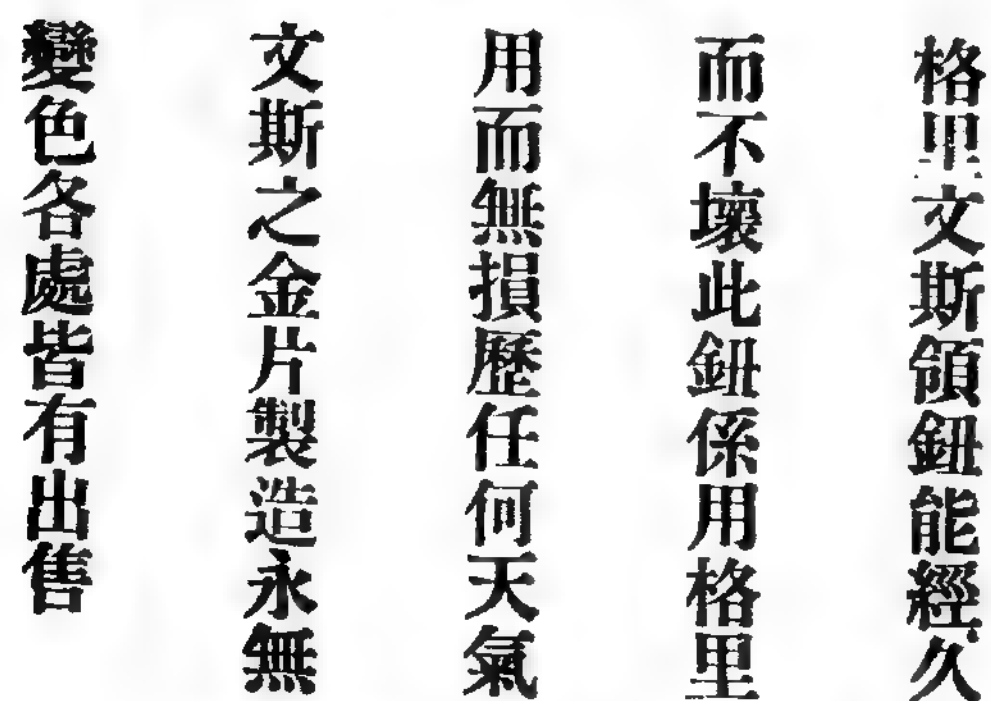 格里文斯領鈕能經久
而不壞此鈕係用格里
用而無損歷任何天氣
文斯之金片製造永無
變色各處皆有出售